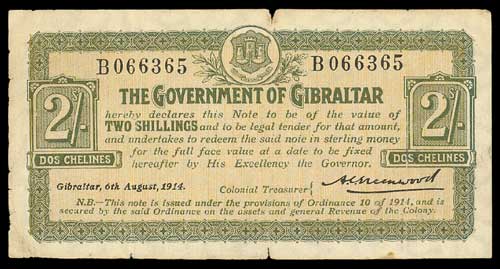 B 066365 B 066365
THE GOVERNMENT OF GIBRALTAR
hereby declares this Note to be of the value of
TWO SHILLINGS and to be legal tender for that amount,
and undertakes to redeem the said note in sterling money
for the full face value at a date to be fixed
hereafter by His Excellency the Governor.
2/- 2/-
DOS CHELINES DOS CHELINES
Gibraltar, 6th August, 1914. Colonial Treasurer A. Greenwood
N.B.—This note is issued under the provisions of Ordinance 10 of 1914, and is
secured by the said Ordinance on the assets and general Revenue of the Colony.